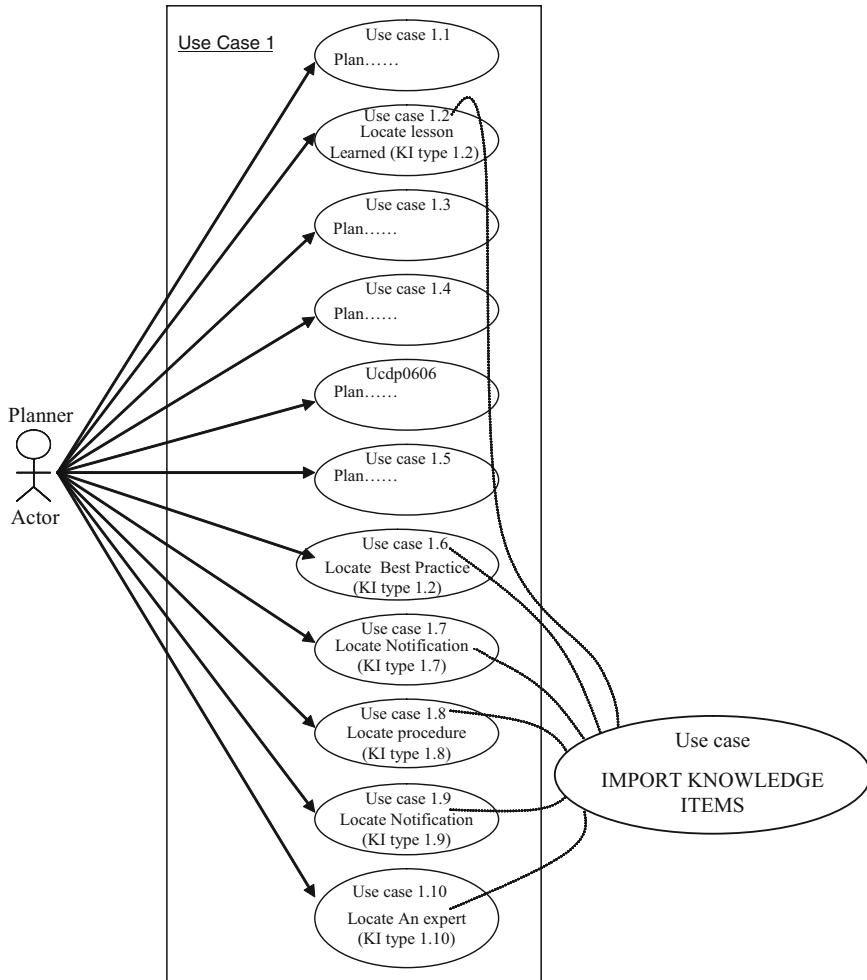 Use Case 1
Use case 1.1
Plan......
Use case 1.2
Locate lesson
Learned (KI type 1.2)
Use case 1.3
Plan......
Use case 1.4
Plan......
Ucdp0606
Plan......
Planner
Actor
Use case 1.5
Plan......
Use case 1.6
Locate Best Practice
(KI type 1.2)
Use case 1.7
Locate Notification
(KI type 1.7)
Use case 1.8
Locate procedure
(KI type 1.8)
Use case 1.9
Locate Notification
(KI type 1.9)
Use case 1.10
Locate An expert
(KI type 1.10)
Use case
IMPORT KNOWLEDGE
ITEMS